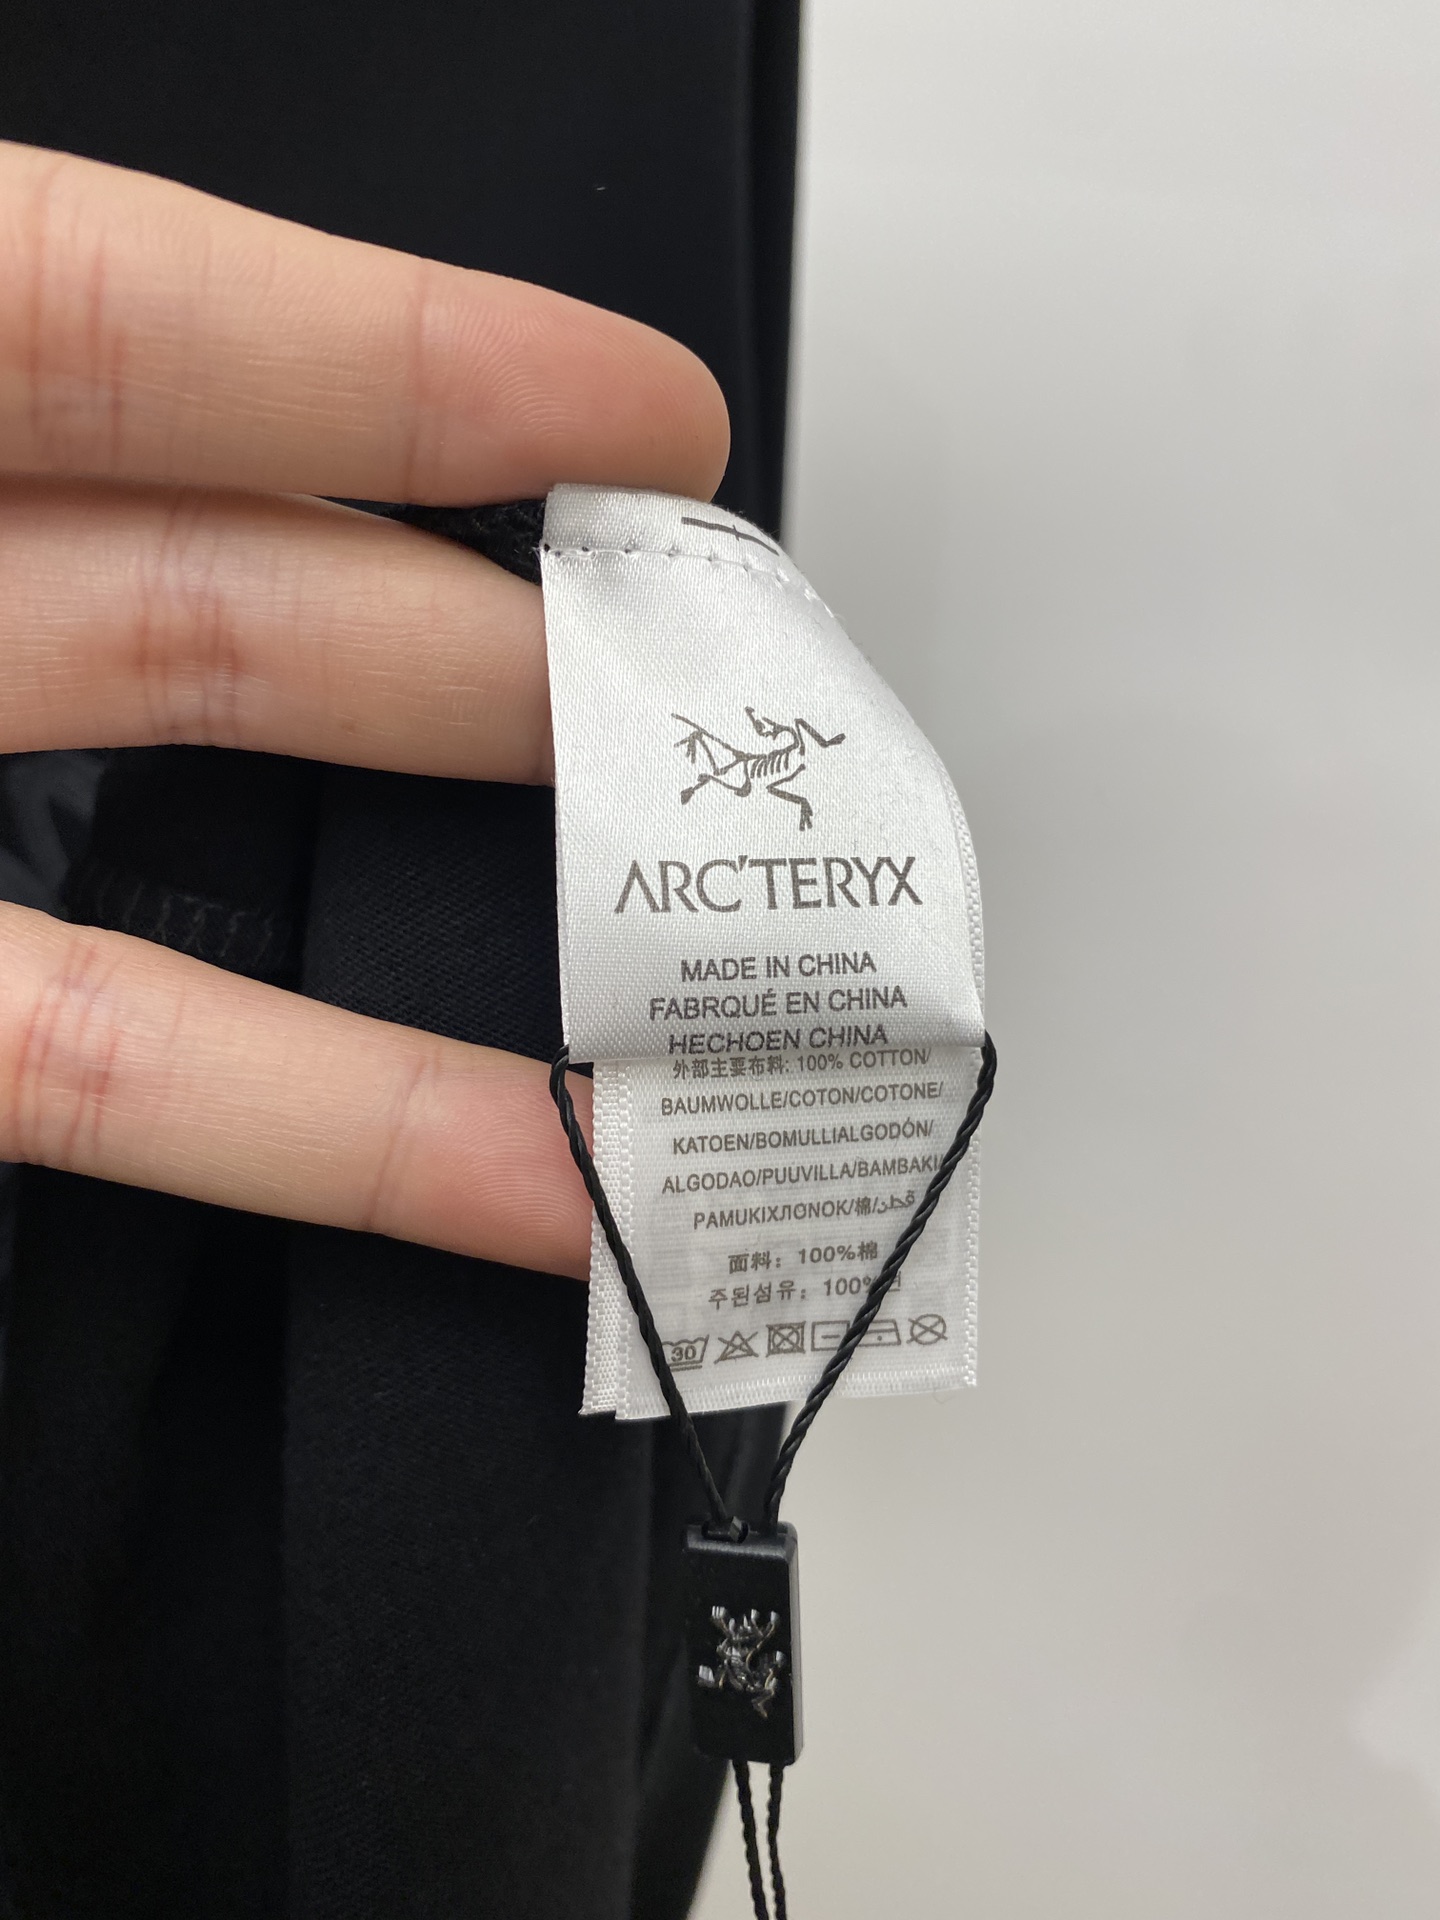 ARC'TERYX
MADE IN CHINA
FABRQUÉ EN CHINA
HECHOEN CHINA
外部主要布料: 100% COTTON/
BAUMWOLLE/COTON/COTONE/
KATOEN/BOMULLIALGODÓN/
ALGODAO/PUUVILLA/BAMBAKI/
PAMUKIXЛОNOK/棉/قطن
面料：100%棉
주된섬유：100%면
30